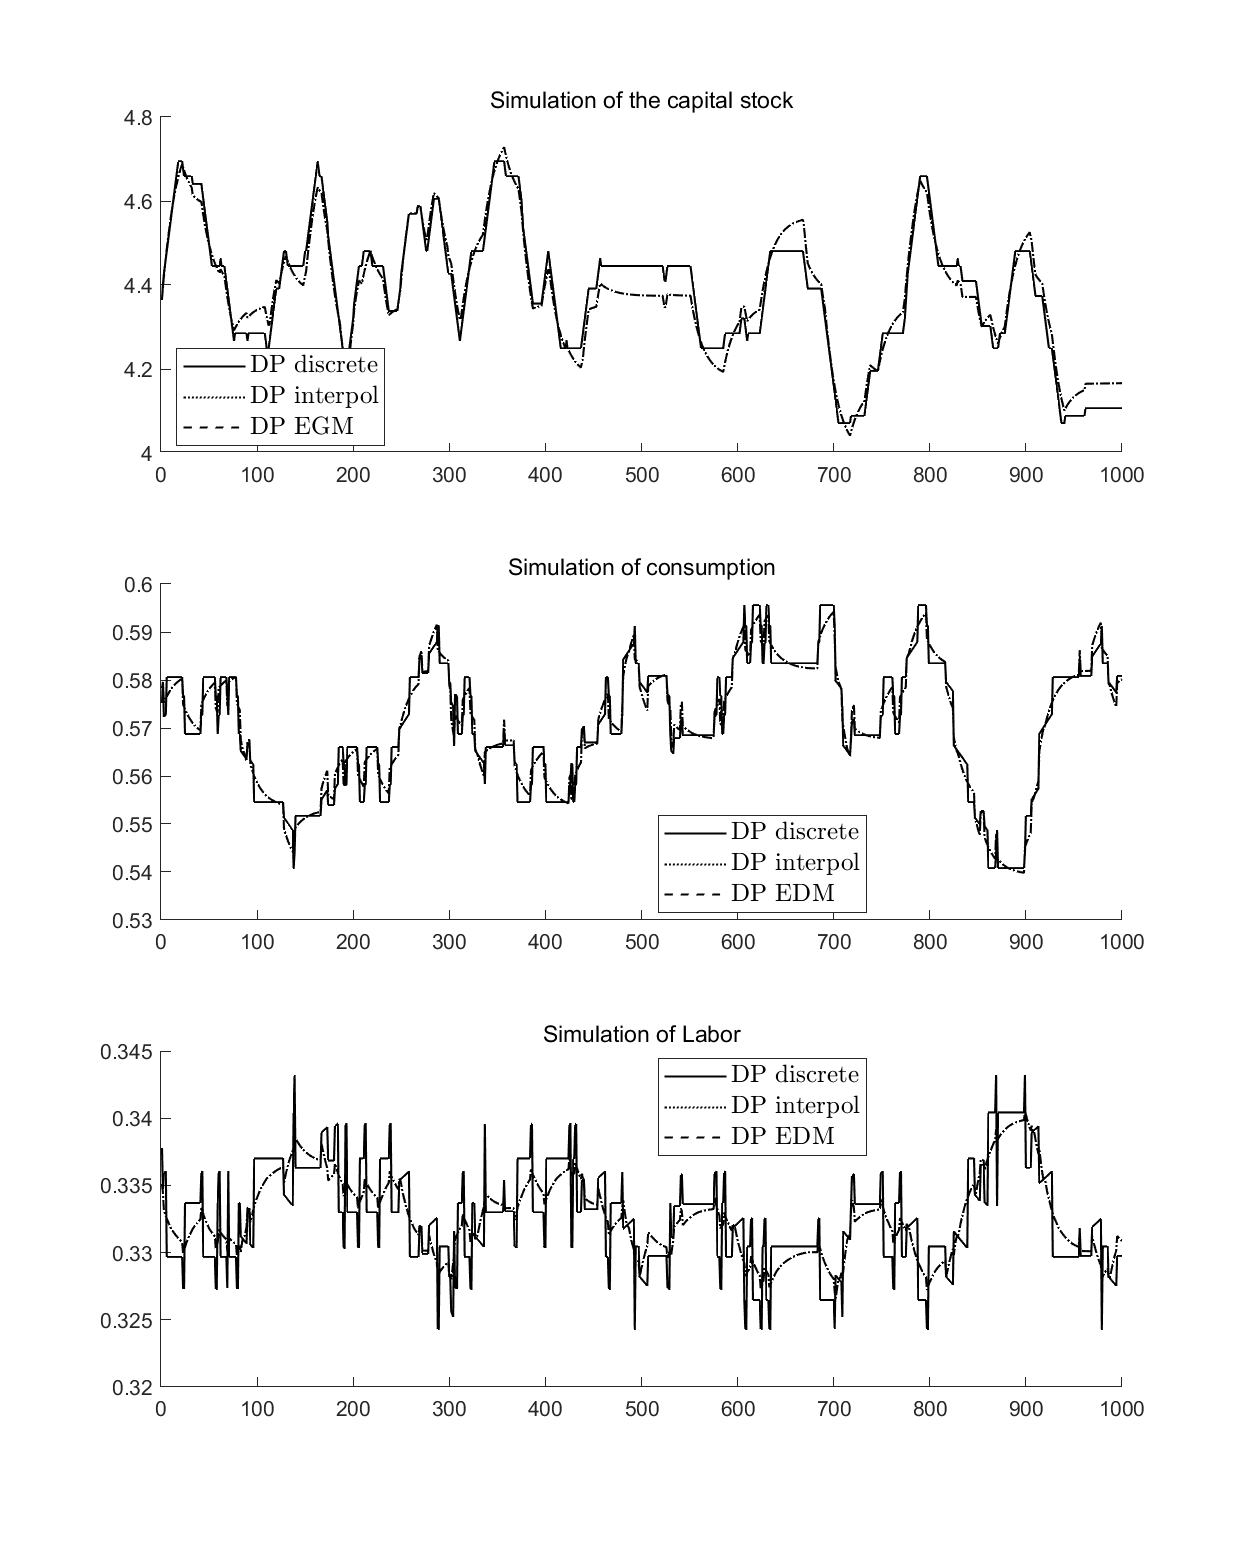 Simulation of the capital stock
4.8
4.6
4.4
4.2
4
DP discrete
DP interpol
DP EGM
0 100 200 300 400 500 600 700 800 900 1000
Simulation of consumption
0.6
0.59
0.58
0.57
0.56
0.55
0.54
0.53
DP discrete
DP interpol
DP EDM
0 100 200 300 400 500 600 700 800 900 1000
Simulation of Labor
0.345
0.34
0.335
0.33
0.325
0.32
DP discrete
DP interpol
DP EDM
0 100 200 300 400 500 600 700 800 900 1000